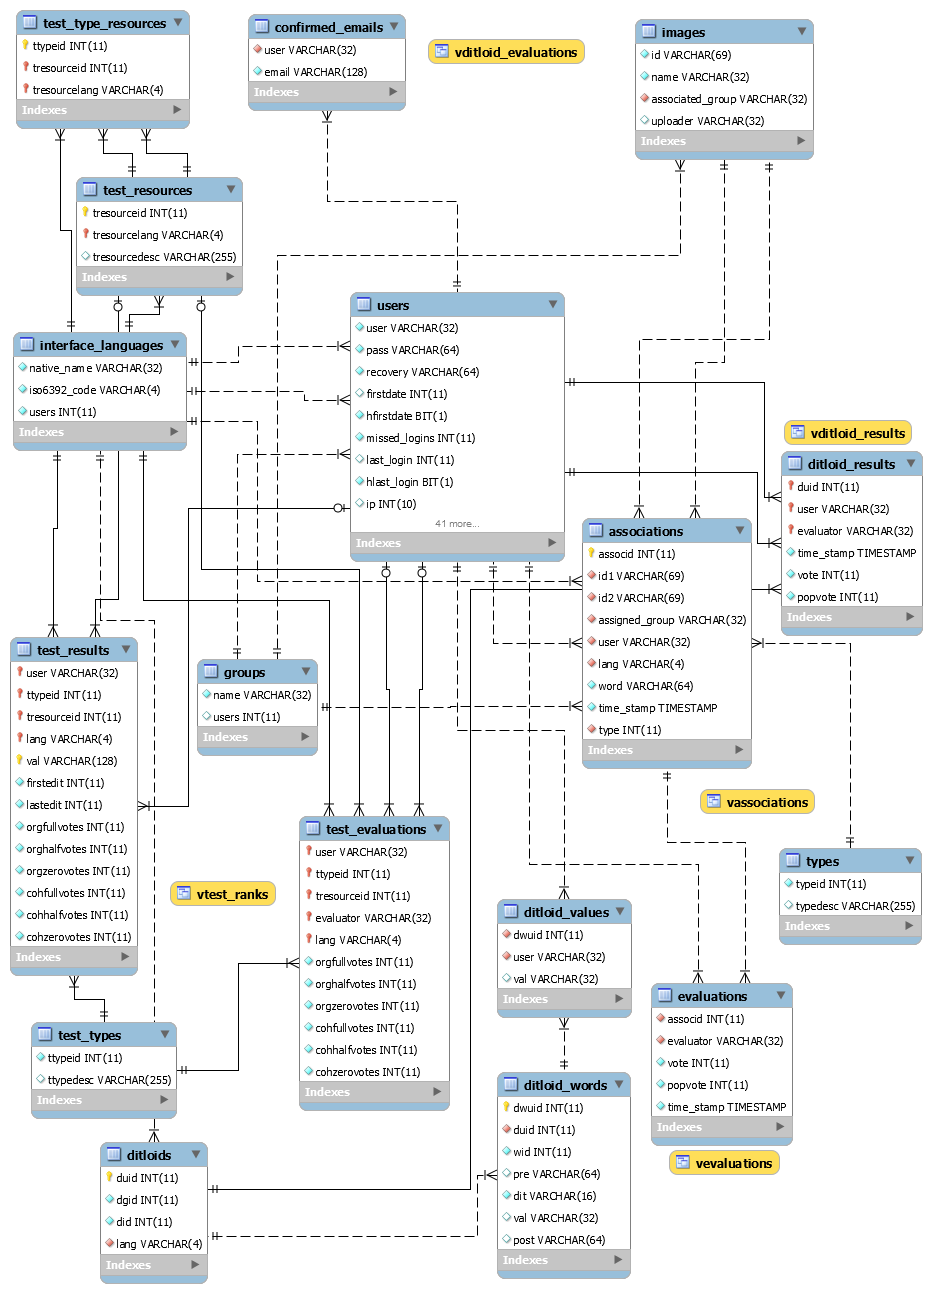 test_type_resources
ttypeid INT(11)
tresourceid INT(11)
tresourcelang VARCHAR(4)
Indexes
confirmed_emails
user VARCHAR(32)
email VARCHAR(128)
Indexes
vditloid_evaluations
images
id VARCHAR(69)
name VARCHAR(32)
associated_group VARCHAR(32)
uploader VARCHAR(32)
Indexes
test_resources
tresourceid INT(11)
tresourcelang VARCHAR(4)
tresourcedesc VARCHAR(255)
Indexes
interface_languages
native_name VARCHAR(32)
iso6392_code VARCHAR(4)
users INT(11)
Indexes
users
user VARCHAR(32)
pass VARCHAR(64)
recovery VARCHAR(64)
firstdate INT(11)
hfirstdate BIT(1)
missed_logins INT(11)
last_login INT(11)
hlast_login BIT(1)
ip INT(10)
41 more...
Indexes
vditloid_results
ditloid_results
duid INT(11)
user VARCHAR(32)
evaluator VARCHAR(32)
time_stamp TIMESTAMP
vote INT(11)
popvote INT(11)
Indexes
associations
associd INT(11)
id1 VARCHAR(69)
id2 VARCHAR(69)
assigned_group VARCHAR(32)
user VARCHAR(32)
lang VARCHAR(4)
word VARCHAR(64)
time_stamp TIMESTAMP
type INT(11)
Indexes
test_results
user VARCHAR(32)
ttypeid INT(11)
tresourceid INT(11)
lang VARCHAR(4)
val VARCHAR(128)
firstedit INT(11)
lastedit INT(11)
orgfullvotes INT(11)
orghalfvotes INT(11)
orgzerovotes INT(11)
cohfullvotes INT(11)
cohhalfvotes INT(11)
cohzerovotes INT(11)
Indexes
groups
name VARCHAR(32)
users INT(11)
Indexes
vassociations
test_evaluations
user VARCHAR(32)
ttypeid INT(11)
tresourceid INT(11)
evaluator VARCHAR(32)
lang VARCHAR(4)
orgfullvotes INT(11)
orghalfvotes INT(11)
orgzerovotes INT(11)
cohfullvotes INT(11)
cohhalfvotes INT(11)
cohzerovotes INT(11)
Indexes
vtest_ranks
types
typeid INT(11)
typedesc VARCHAR(255)
Indexes
ditloid_values
dwuid INT(11)
user VARCHAR(32)
val VARCHAR(32)
Indexes
evaluations
associd INT(11)
evaluator VARCHAR(32)
vote INT(11)
popvote INT(11)
time_stamp TIMESTAMP
Indexes
vevaluations
test_types
ttypeid INT(11)
ttypedesc VARCHAR(255)
Indexes
ditloid_words
dwuid INT(11)
duid INT(11)
wid INT(11)
pre VARCHAR(64)
dit VARCHAR(16)
val VARCHAR(32)
post VARCHAR(64)
Indexes
ditloids
duid INT(11)
dgid INT(11)
did INT(11)
lang VARCHAR(4)
Indexes